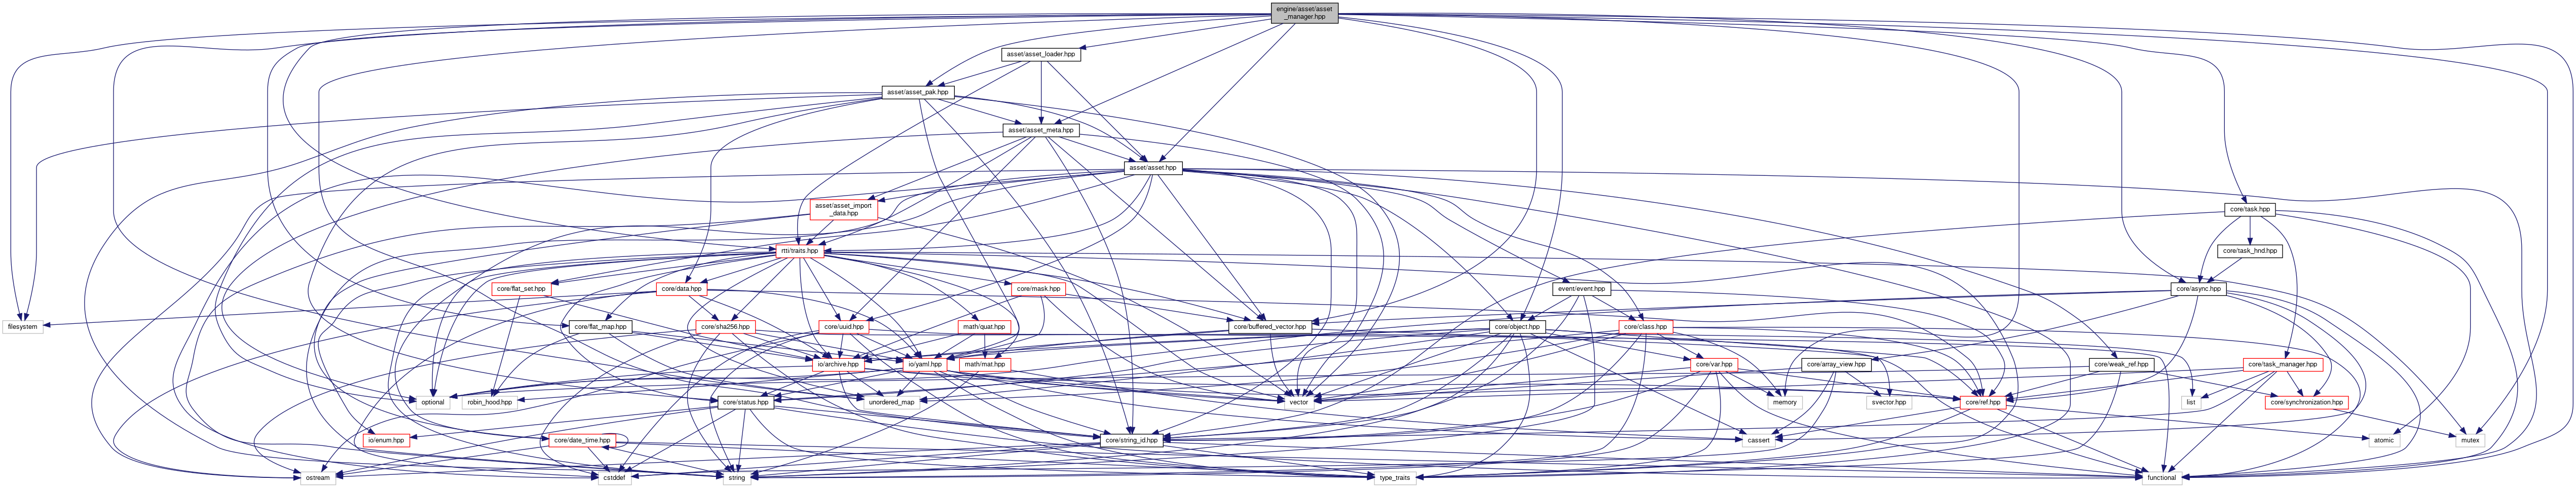 engine/asset/asset
_manager.hpp
asset/asset_loader.hpp
asset/asset_pak.hpp
asset/asset_meta.hpp
asset/asset.hpp
asset/asset_import
_data.hpp
core/task.hpp
rtti/traits.hpp
core/task_hnd.hpp
core/flat_set.hpp
core/data.hpp
core/mask.hpp
event/event.hpp
core/async.hpp
filesystem
core/flat_map.hpp
core/sha256.hpp
core/uuid.hpp
math/quat.hpp
core/buffered_vector.hpp
core/object.hpp
core/class.hpp
io/archive.hpp
io/yaml.hpp
math/mat.hpp
core/var.hpp
core/array_view.hpp
core/weak_ref.hpp
core/task_manager.hpp
optional
robin_hood.hpp
core/status.hpp
unordered_map
vector
memory
svector.hpp
core/ref.hpp
list
core/synchronization.hpp
io/enum.hpp
core/date_time.hpp
core/string_id.hpp
cassert
atomic
mutex
ostream
cstddef
string
type_traits
functional